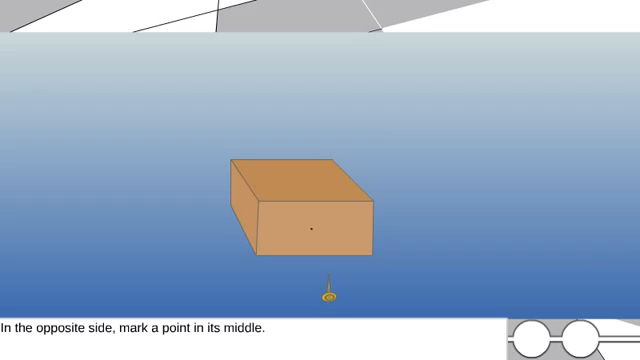 In the opposite side, mark a point in its middle.